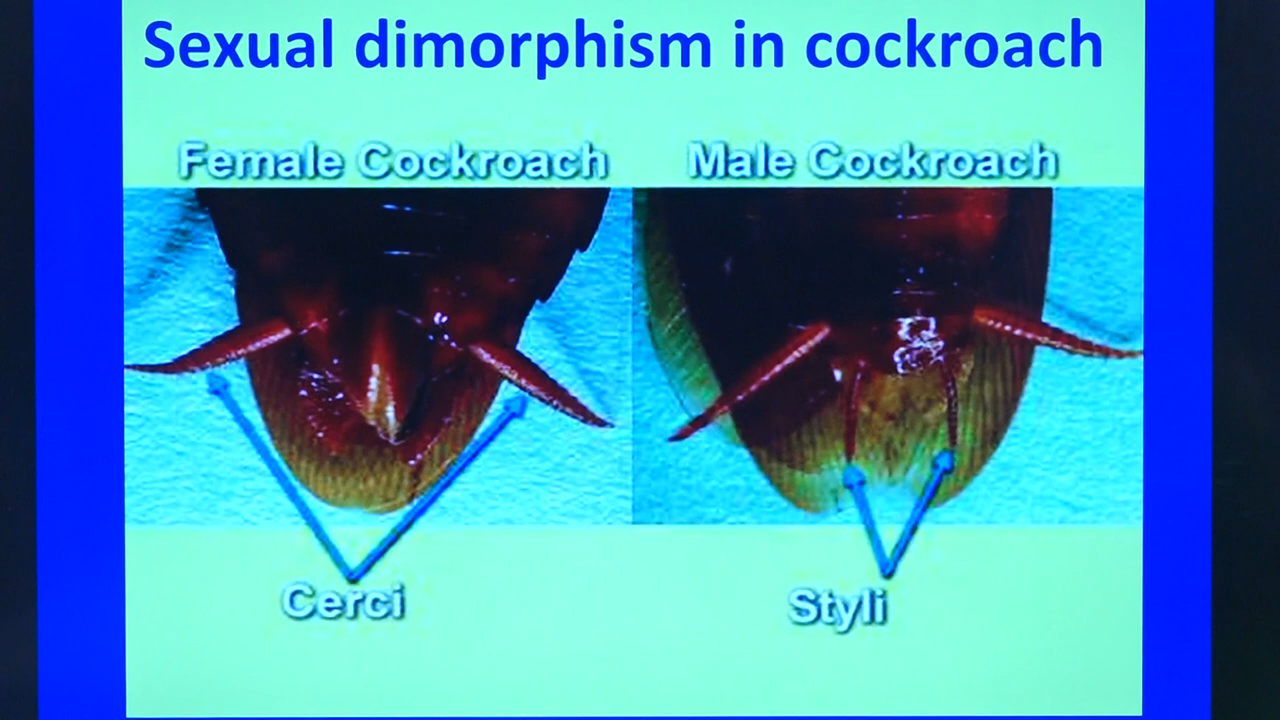 Sexual dimorphism in cockroach
Female Cockroach
Male Cockroach
Cerci
Styli